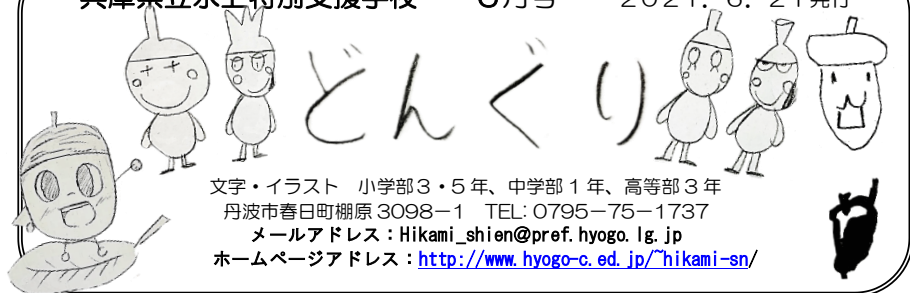 兵庫県立氷上特別支援学校 6月号 2021.6.21発行
どんぐり
文字・イラスト 小学部3・5年、中学部1年、高等部3年
丹波市春日町棚原3098－1 TEL:0795－75－1737
メールアドレス：Hikami_shien@pref.hyogo.lg.jp
ホームページアドレス：http://www.hyogo-c.ed.jp/~hikami-sn/